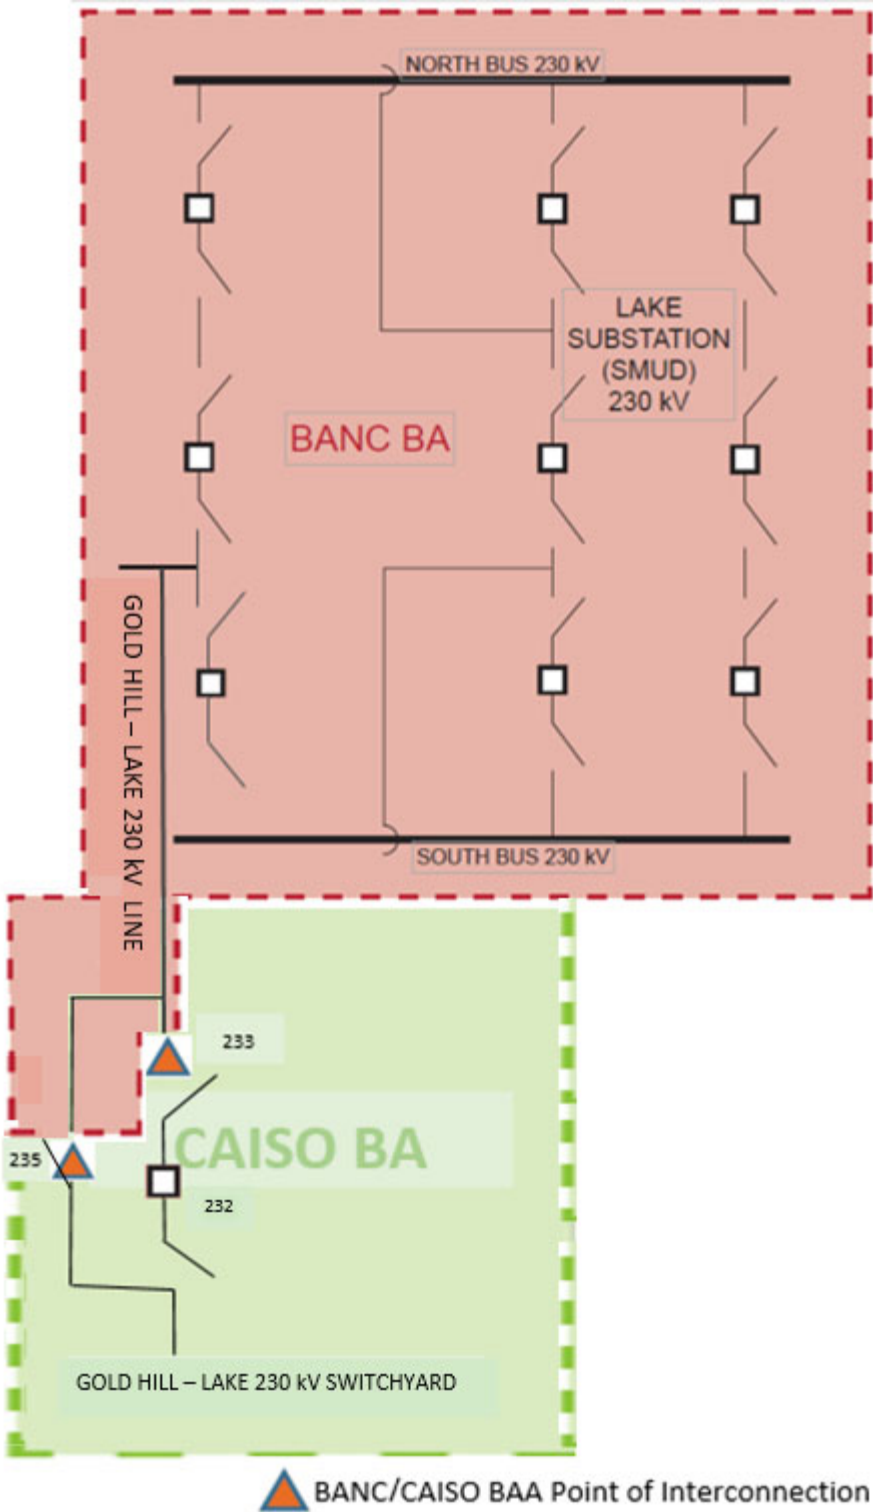 NORTH BUS 230 kV
LAKE
SUBSTATION
(SMUD)
230 kV
BANC BA
GOLD HILL – LAKE 230 kV LINE
SOUTH BUS 230 kV
233
CAISO BA
235
232
GOLD HILL – LAKE 230 kV SWITCHYARD
BANC/CAISO BAA Point of Interconnection